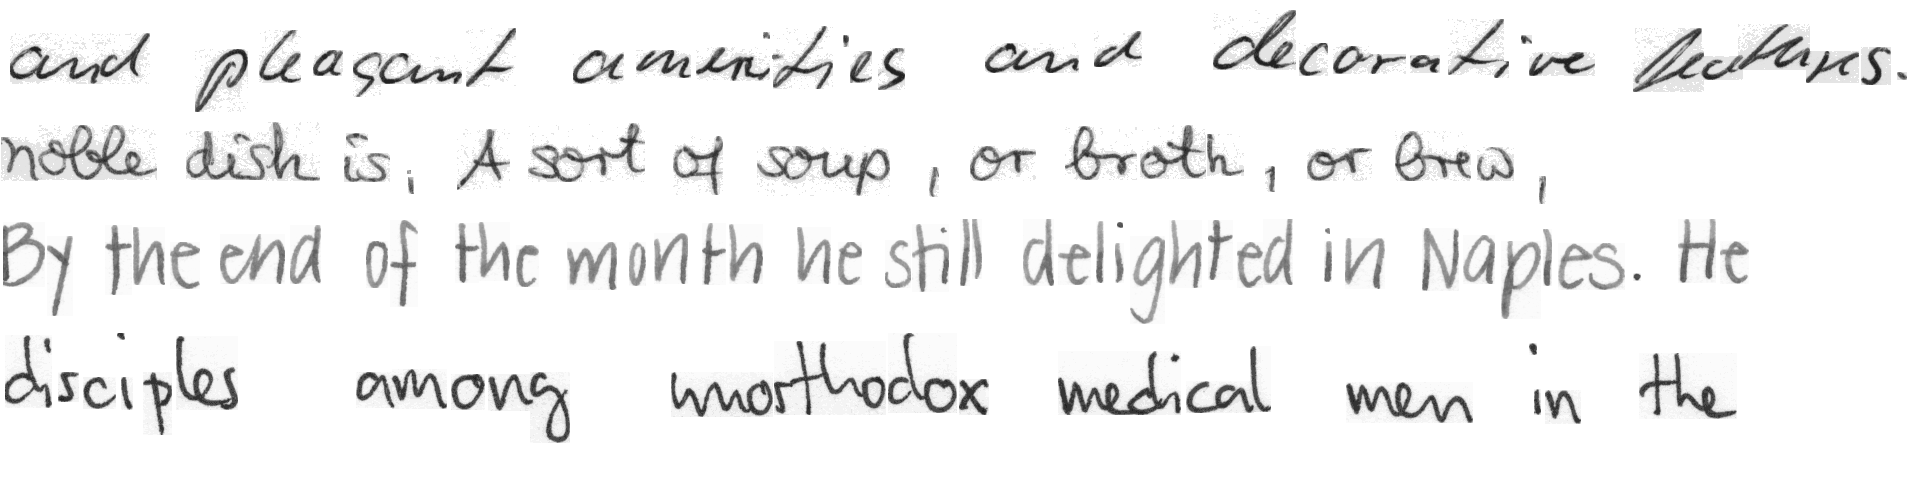 and pleasant amenities and decorative features.
noble dish is. A sort of soup, or broth, or brew,
By the end of the month he still delighted in Naples. He
disciples among unorthodox medical men in the